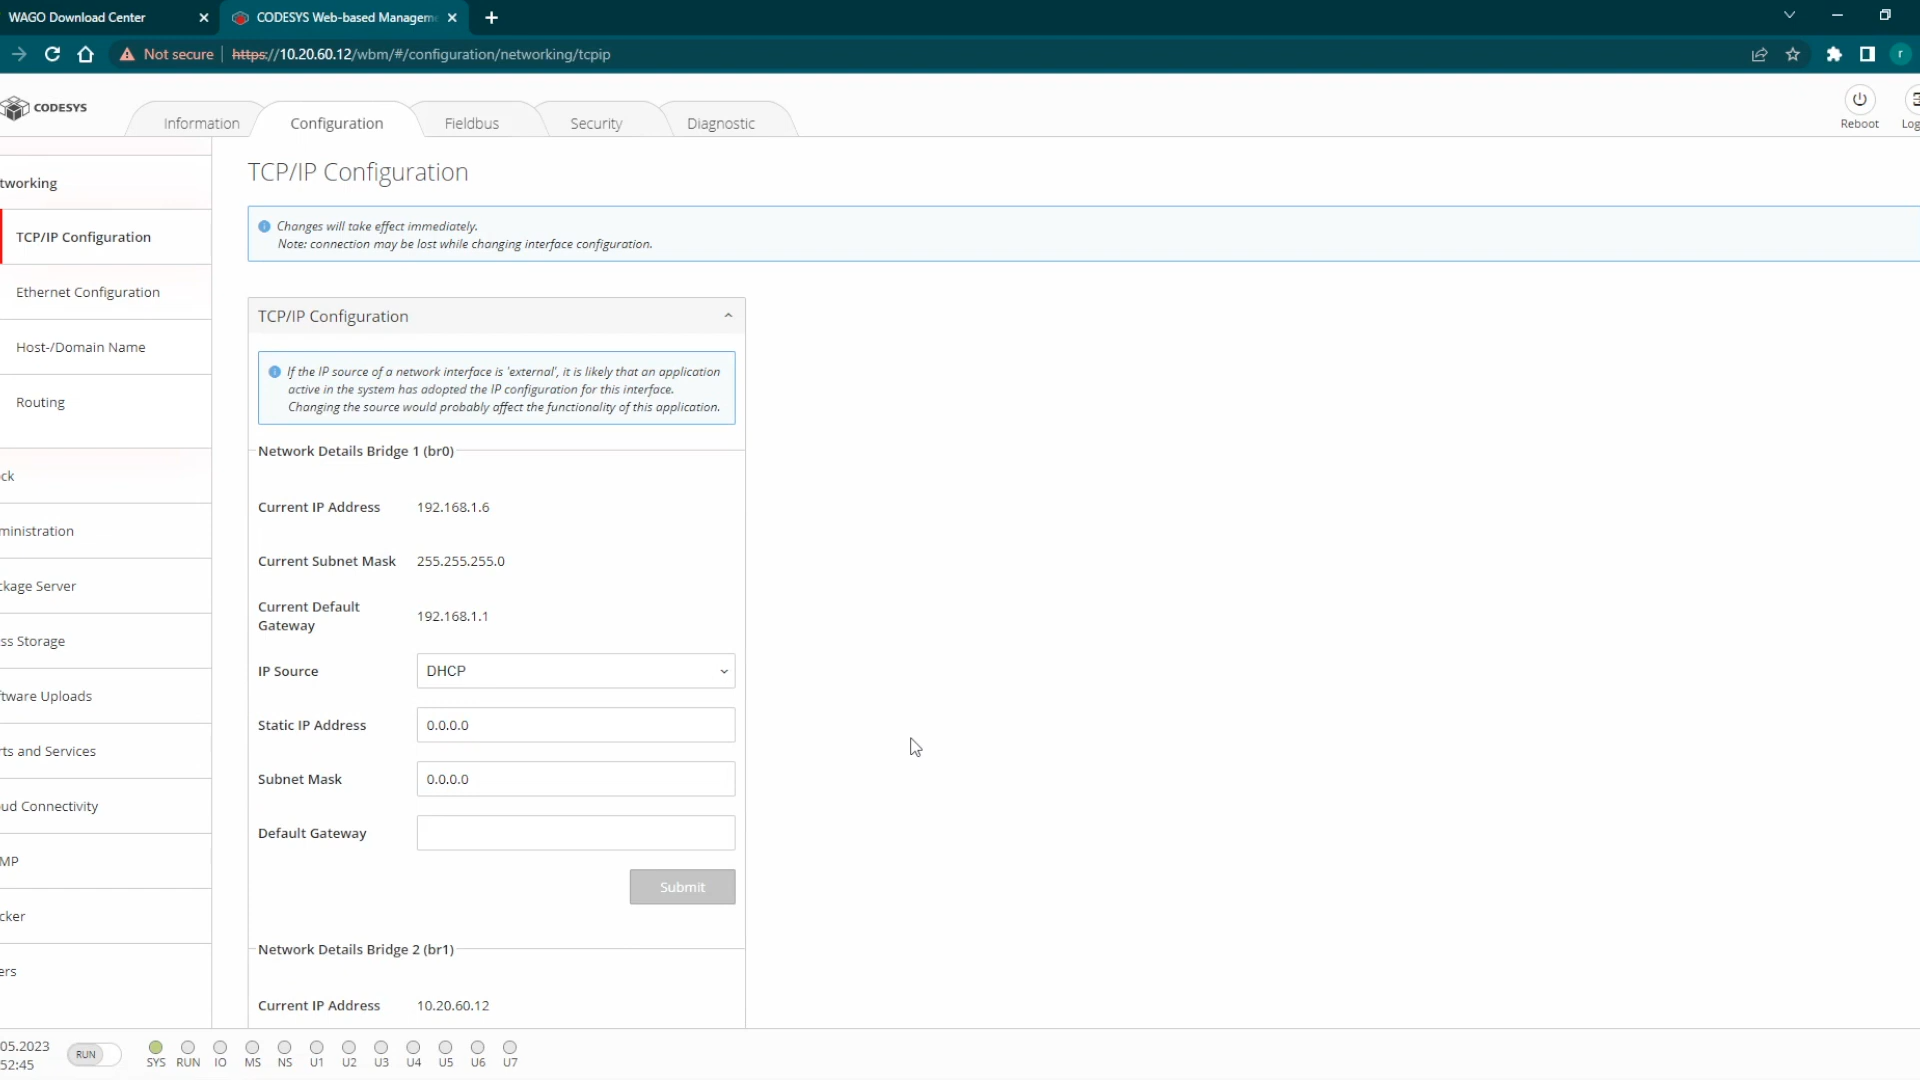 WAGO Download Center
CODESYS Web-based Managem
Not secure
https://10.20.60.12/wbm/#/configuration/networking/tcpip
r
CODESYS
Information
Configuration
Fieldbus
Security
Diagnostic
Reboot
Log
tworking
TCP/IP Configuration
Ethernet Configuration
Host-/Domain Name
Routing
ck
ministration
ckage Server
ss Storage
ftware Uploads
rts and Services
oud Connectivity
MP
cker
ers
TCP/IP Configuration
Changes will take effect immediately.
Note: connection may be lost while changing interface configuration.
TCP/IP Configuration
If the IP source of a network interface is 'external', it is likely that an application
active in the system has adopted the IP configuration for this interface.
Changing the source would probably affect the functionality of this application.
Network Details Bridge 1 (br0)
Current IP Address 192.168.1.6
Current Subnet Mask 255.255.255.0
Current Default
Gateway
192.168.1.1
IP Source DHCP
Static IP Address 0.0.0.0
Subnet Mask 0.0.0.0
Default Gateway
Submit
Network Details Bridge 2 (br1)
Current IP Address 10.20.60.12
05.2023
52:45
RUN
SYS RUN IO MS NS U1 U2 U3 U4 U5 U6 U7